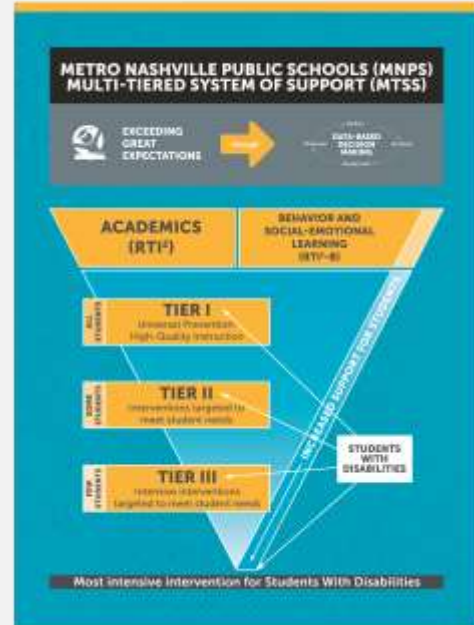 METRO NASHVILLE PUBLIC SCHOOLS (MNPS)
MULTI-TIERED SYSTEM OF SUPPORT (MTSS)
EXCEEDING
GREAT
EXPECTATIONS
DATA-BASED
DECISION
MAKING
ACADEMICS
(RTI²)
BEHAVIOR AND
SOCIAL-EMOTIONAL
LEARNING
(RTI²-B)
ALL
STUDENTS
TIER I
Universal Prevention
High-Quality Instruction
SOME
STUDENTS
TIER II
Interventions targeted to
meet student needs
FEW
STUDENTS
TIER III
Intensive interventions
targeted to meet student needs
INCREASED SUPPORT FOR STUDENTS
STUDENTS
WITH
DISABILITIES
Most intensive intervention for Students With Disabilities